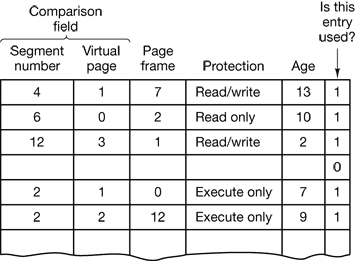 Comparison field
Is this entry used?
Segment number Virtual page Page frame Protection Age
4 1 7 Read/write 13 1
6 0 2 Read only 10 1
12 3 1 Read/write 2 1
0
2 1 0 Execute only 7 1
2 2 12 Execute only 9 1